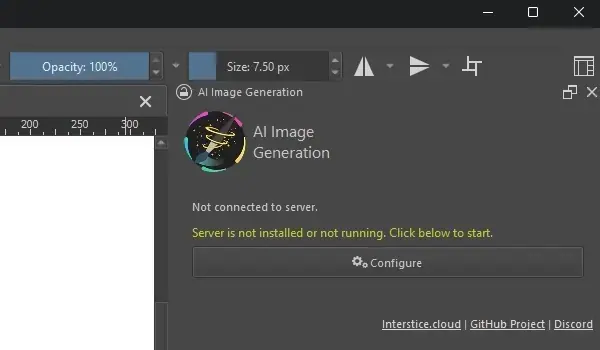 Opacity: 100%
Size: 7.50 px
AI Image Generation
200 250 300
AI Image
Generation
Not connected to server.
Server is not installed or not running. Click below to start.
Configure
Interstice.cloud | GitHub Project | Discord